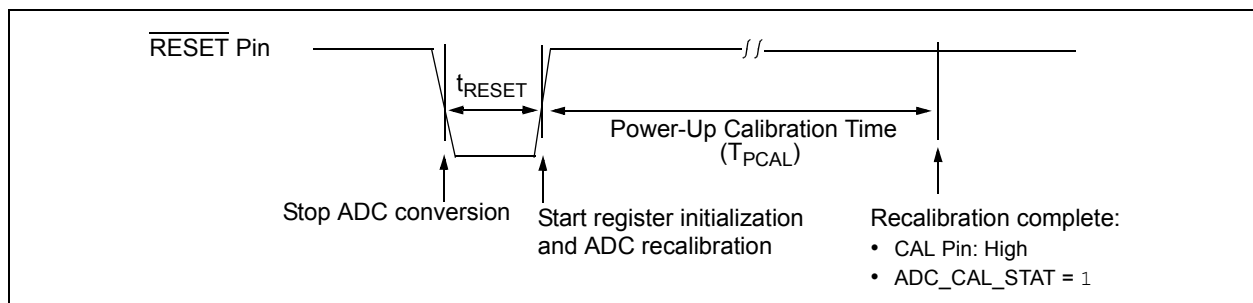 RESET Pin
tRESET
Power-Up Calibration Time
(TPCAL)
Stop ADC conversion
Start register initialization
and ADC recalibration
Recalibration complete:
• CAL Pin: High
• ADC_CAL_STAT = 1